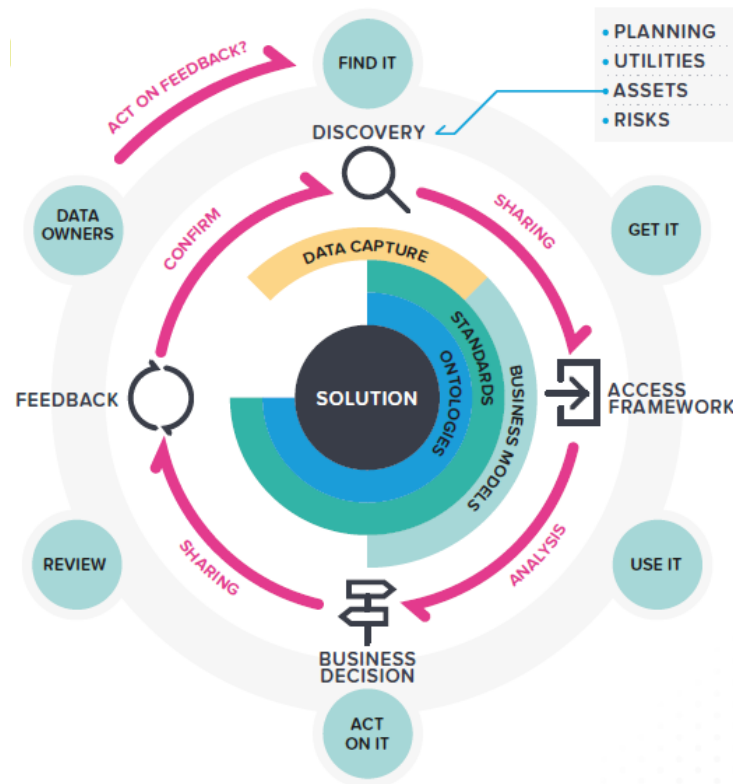 ACT ON FEEDBACK?
FIND IT
• PLANNING
• UTILITIES
• ASSETS
• RISKS
DISCOVERY
DATA
OWNERS
CONFIRM
SHARING
GET IT
DATA CAPTURE
STANDARDS
ONTOLOGIES
BUSINESS MODELS
SOLUTION
FEEDBACK
ACCESS
FRAMEWORK
SHARING
ANALYSIS
REVIEW
USE IT
BUSINESS
DECISION
ACT
ON IT